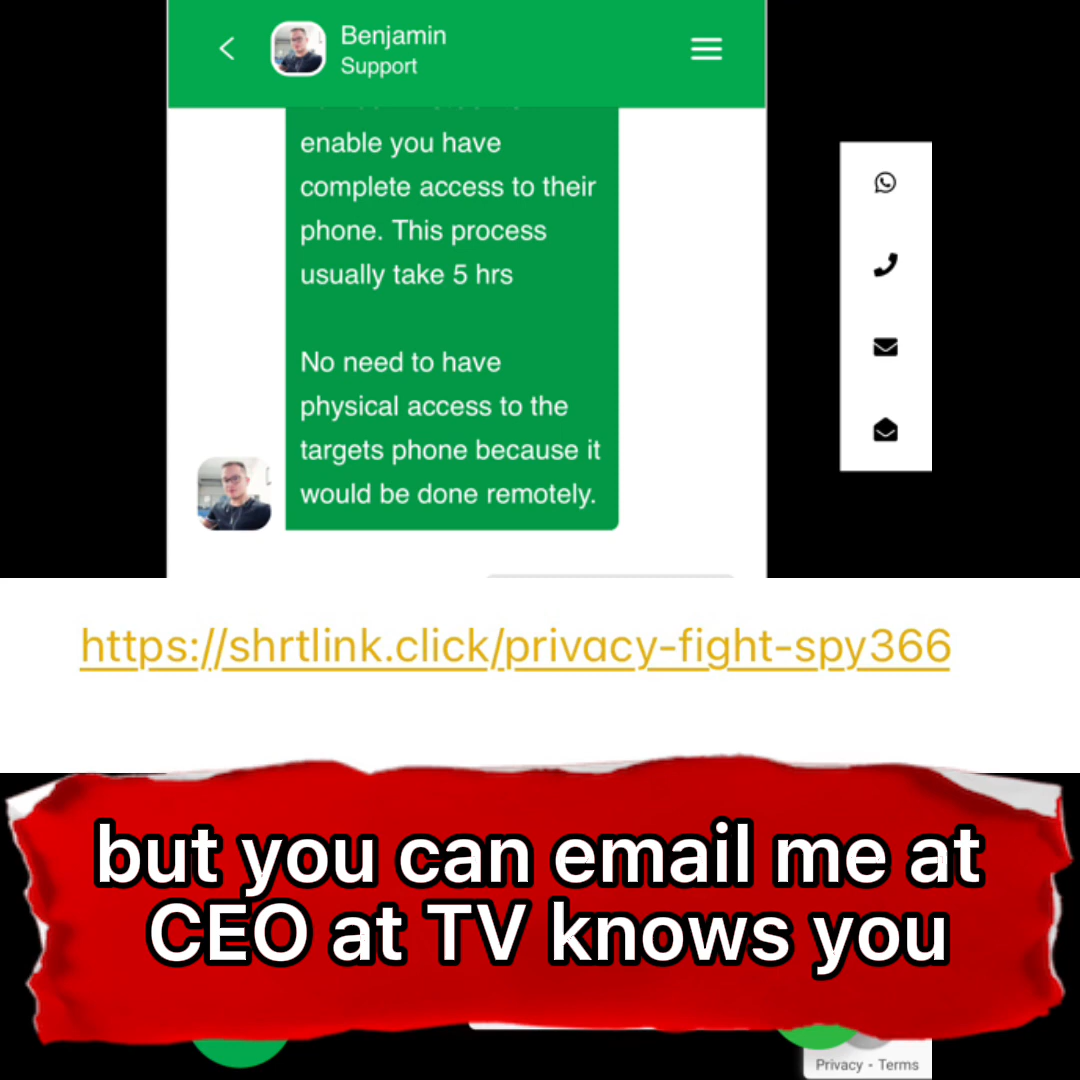 Benjamin
Support
enable you have
complete access to their
phone. This process
usually take 5 hrs
No need to have
physical access to the
targets phone because it
would be done remotely.
https://shrtlink.click/privacy-fight-spy366
but you can email me at
CEO at TV knows you
Privacy - Terms